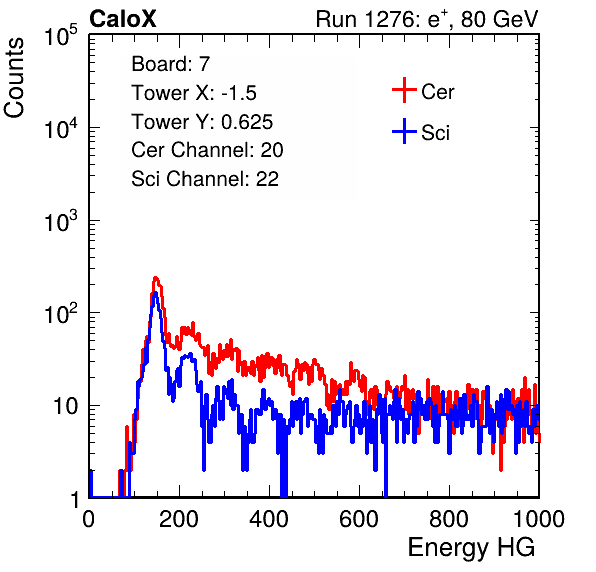 CaloX Run 1276: e⁺, 80 GeV
Board: 7
Tower X: -1.5
Tower Y: 0.625
Cer Channel: 20
Sci Channel: 22
Cer
Sci
Counts
10⁵
10⁴
10³
10²
10
1
0 200 400 600 800 1000
Energy HG